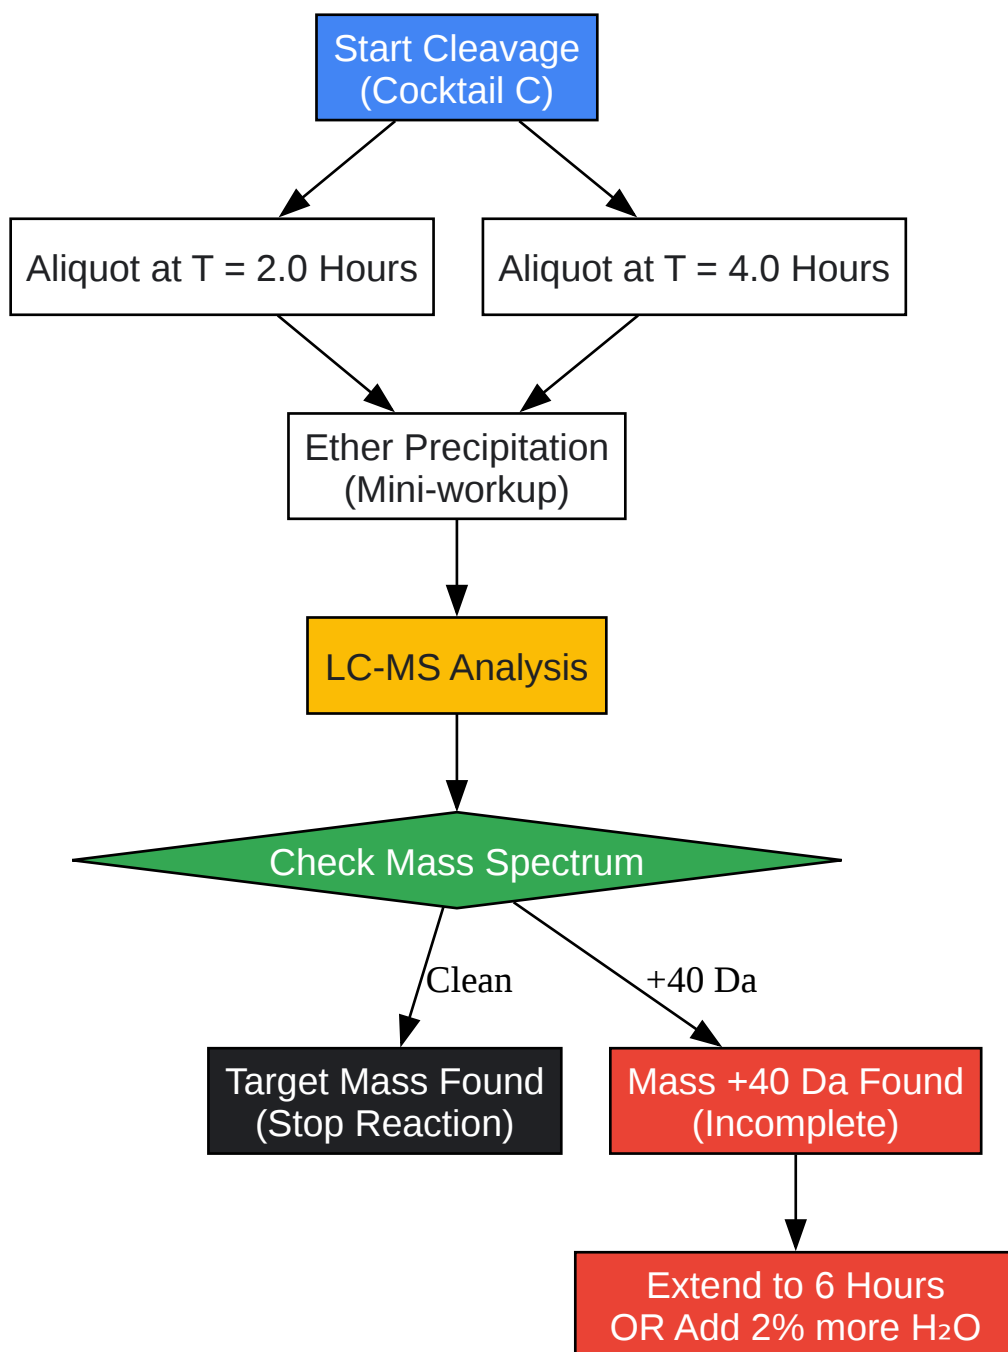 Start Cleavage
(Cocktail C)
Aliquot at T = 2.0 Hours
Aliquot at T = 4.0 Hours
Ether Precipitation
(Mini-workup)
LC-MS Analysis
Check Mass Spectrum
Clean
+40 Da
Target Mass Found
(Stop Reaction)
Mass +40 Da Found
(Incomplete)
Extend to 6 Hours
OR Add 2% more H₂O